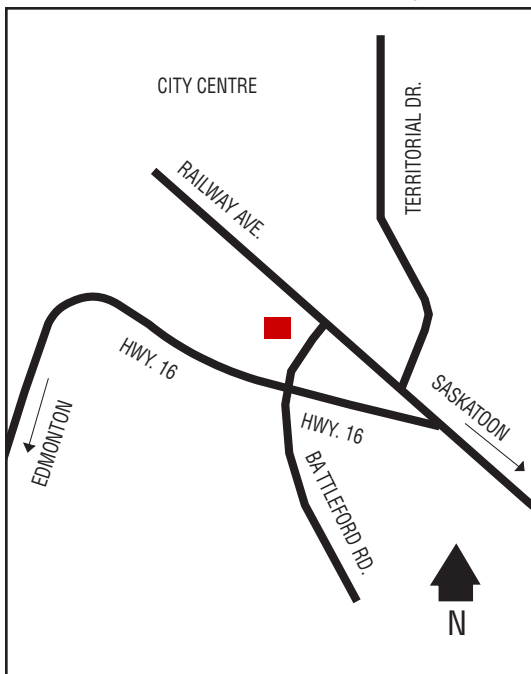 CITY CENTRE
TERRITORIAL DR.
RAILWAY AVE.
HWY. 16
SASKATOON
HWY. 16
EDMONTON
BATTLEFORD RD.
N